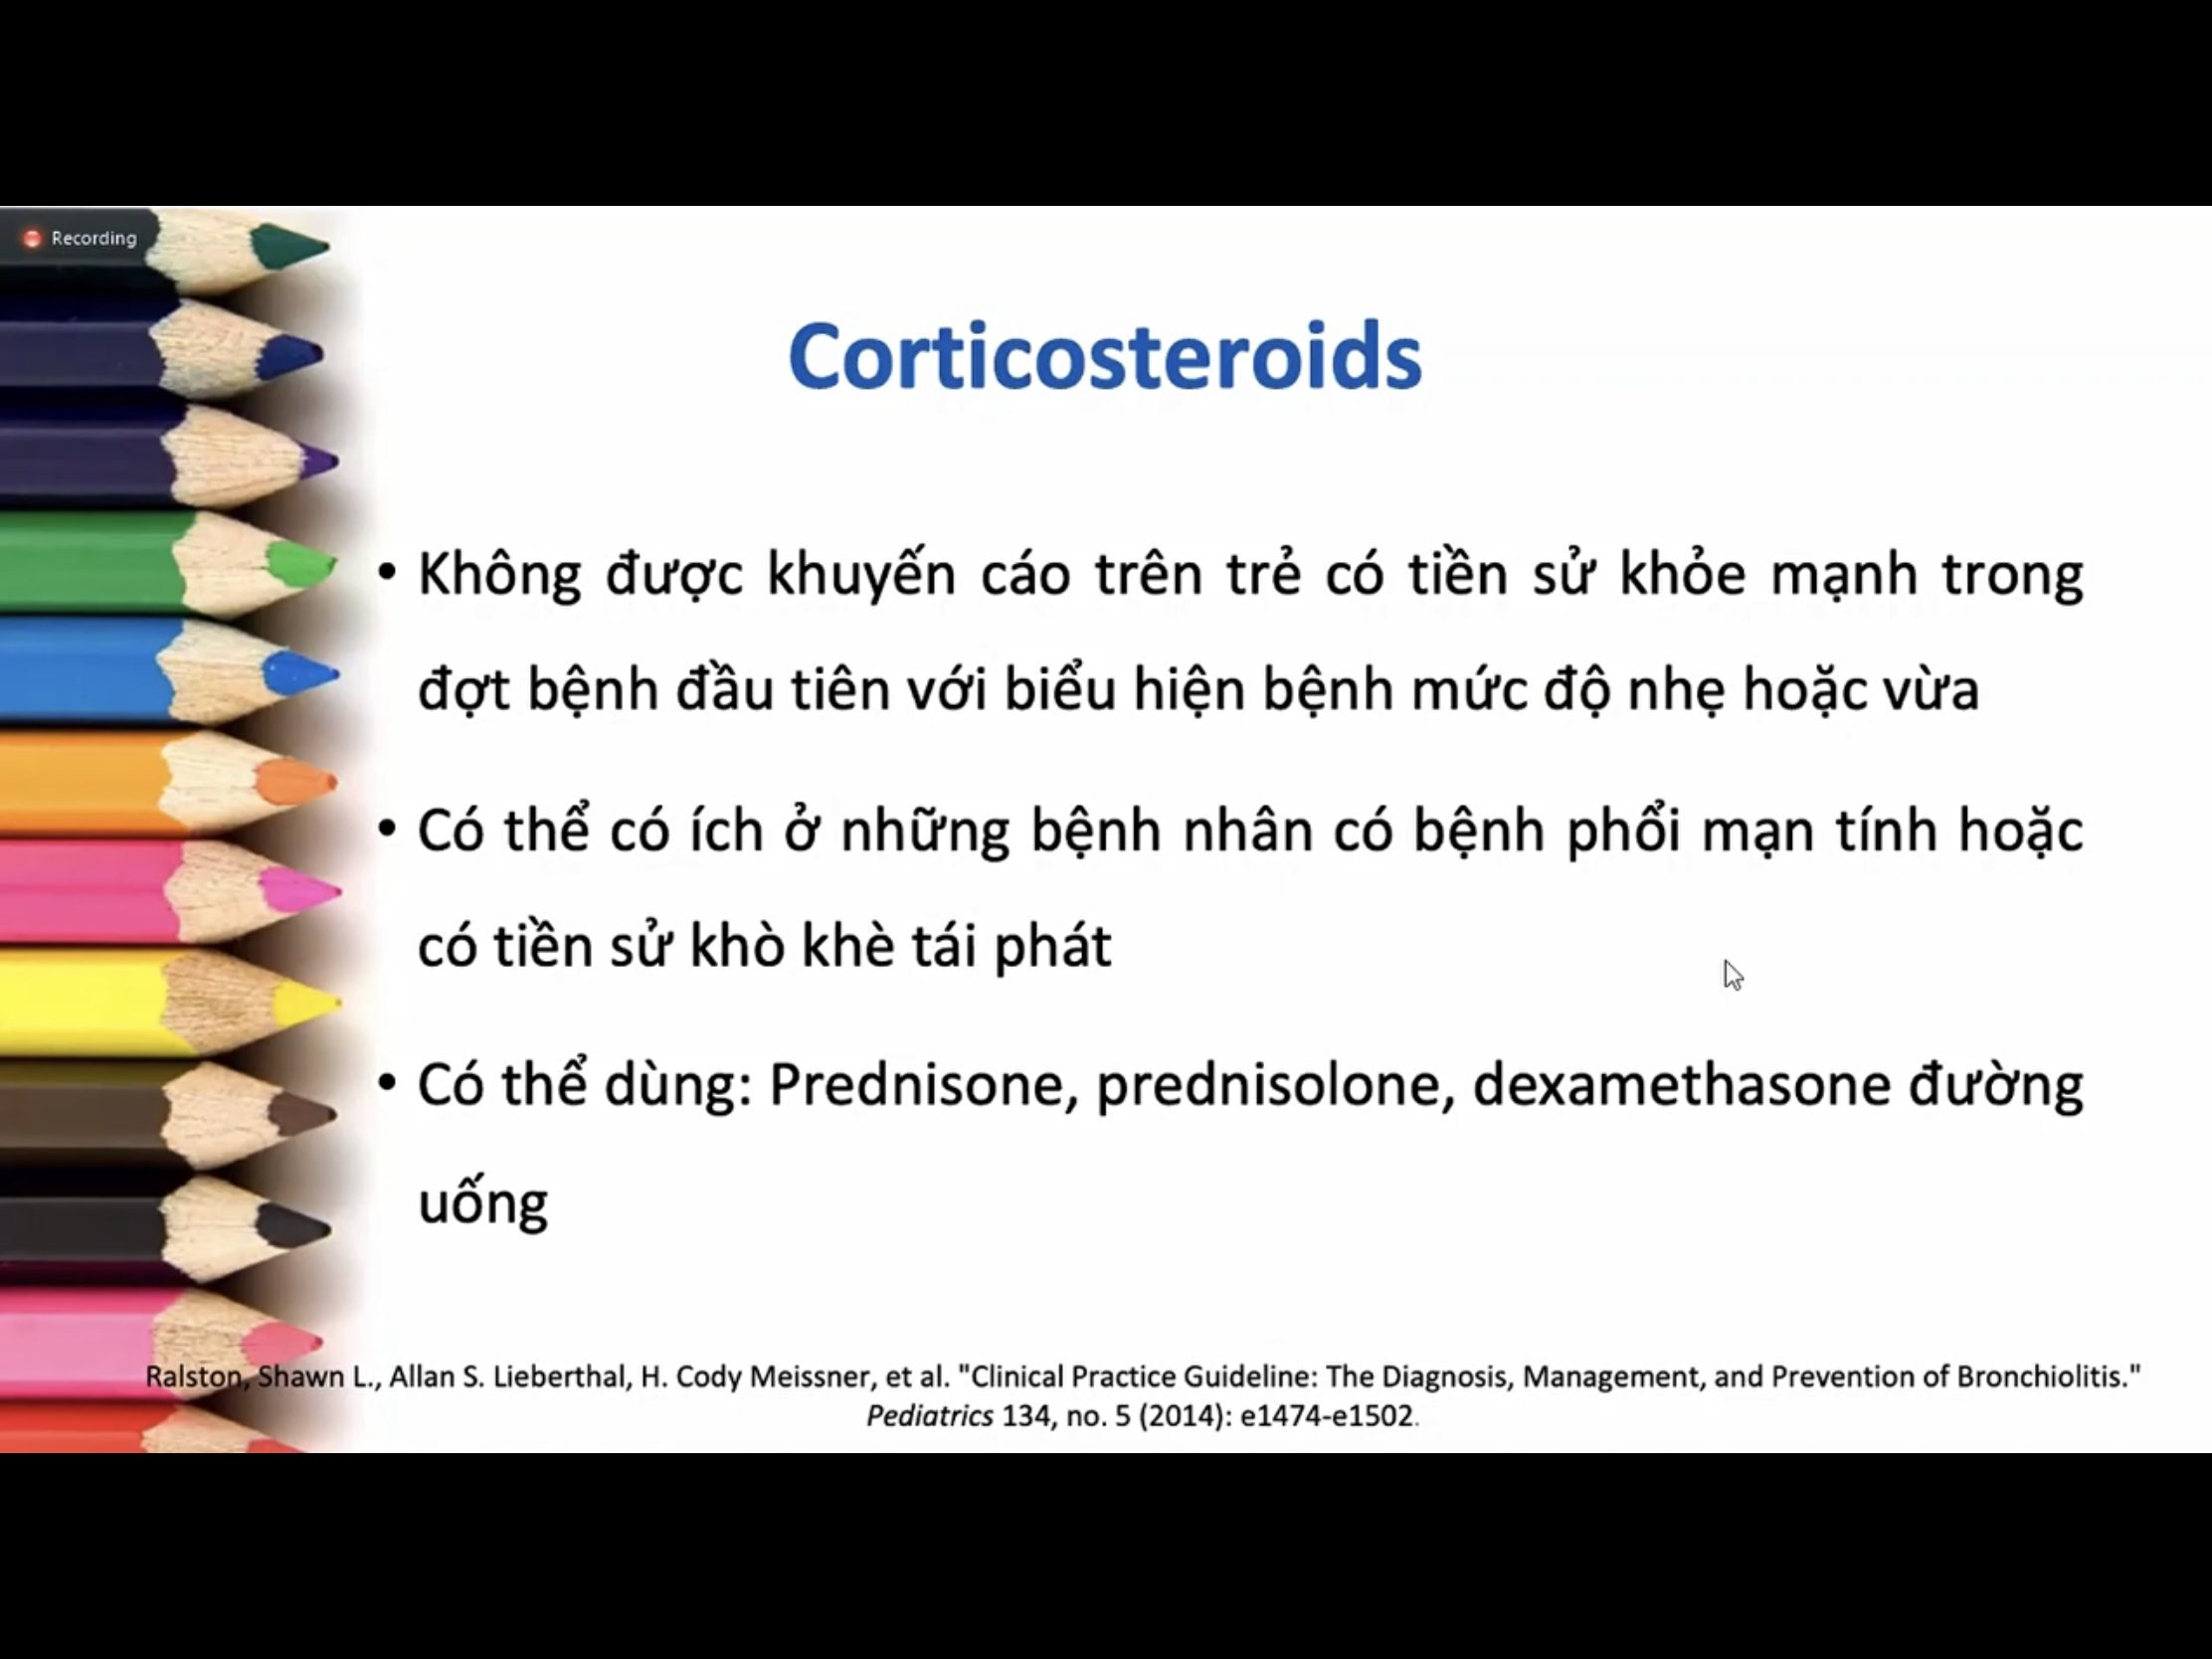 Recording
Corticosteroids
• Không được khuyến cáo trên trẻ có tiền sử khỏe mạnh trong
đợt bệnh đầu tiên với biểu hiện bệnh mức độ nhẹ hoặc vừa
• Có thể có ích ở những bệnh nhân có bệnh phổi mạn tính hoặc
có tiền sử khò khè tái phát
• Có thể dùng: Prednisone, prednisolone, dexamethasone đường
uống
Ralston, Shawn L., Allan S. Lieberthal, H. Cody Meissner, et al. "Clinical Practice Guideline: The Diagnosis, Management, and Prevention of Bronchiolitis."
Pediatrics 134, no. 5 (2014): e1474-e1502.